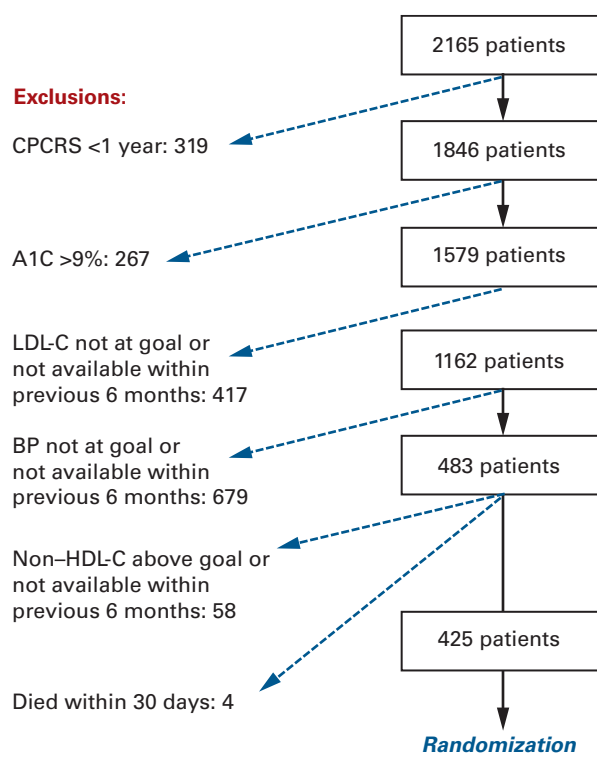 2165 patients
Exclusions:
CPCRS <1 year: 319
1846 patients
A1C >9%: 267
1579 patients
LDL-C not at goal or
not available within
previous 6 months: 417
1162 patients
BP not at goal or
not available within
previous 6 months: 679
483 patients
Non–HDL-C above goal or
not available within
previous 6 months: 58
425 patients
Died within 30 days: 4
Randomization